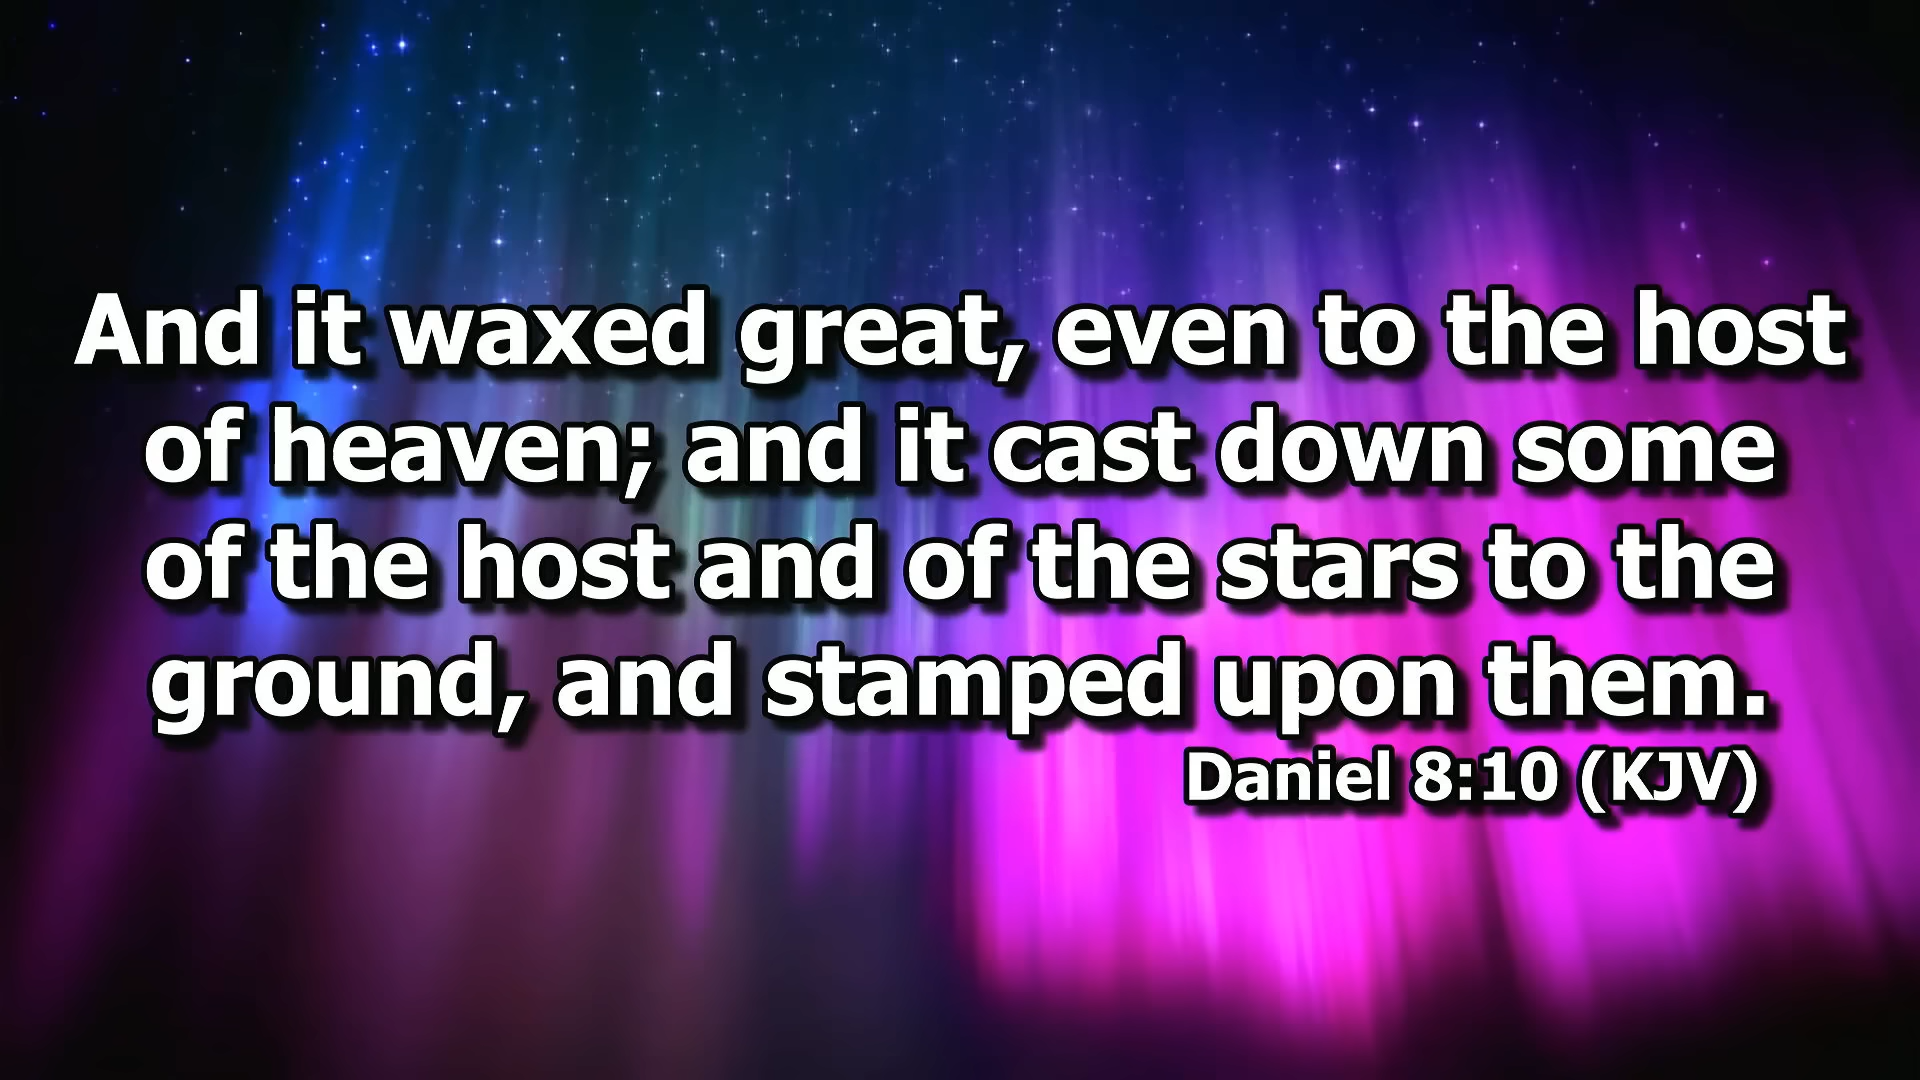 And it waxed great, even to the host
of heaven; and it cast down some
of the host and of the stars to the
ground, and stamped upon them.
Daniel 8:10 (KJV)